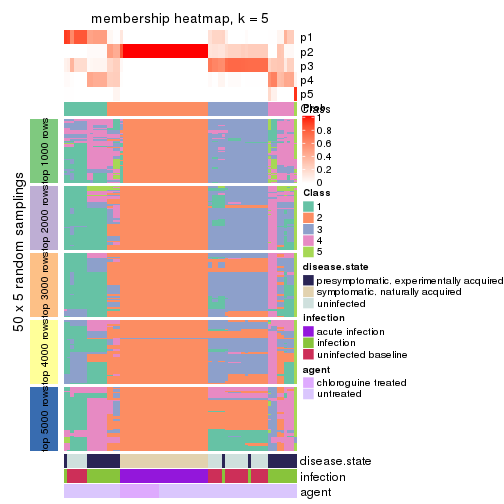 membership heatmap, k = 5
p1
p2
p3
p4
p5
Prob
Class
0.8
0.6
0.4
0.2
0
Class
1
2
3
4
5
disease.state
presymptomatic, experimentally acquired
symptomatic, naturally acquired
uninfected
infection
acute infection
infection
uninfected baseline
agent
chloroguine treated
untreated
50 x 5 random samplings
top 1000 rows
top 2000 rows
top 3000 rows
top 4000 rows
top 5000 rows
disease.state
infection
agent